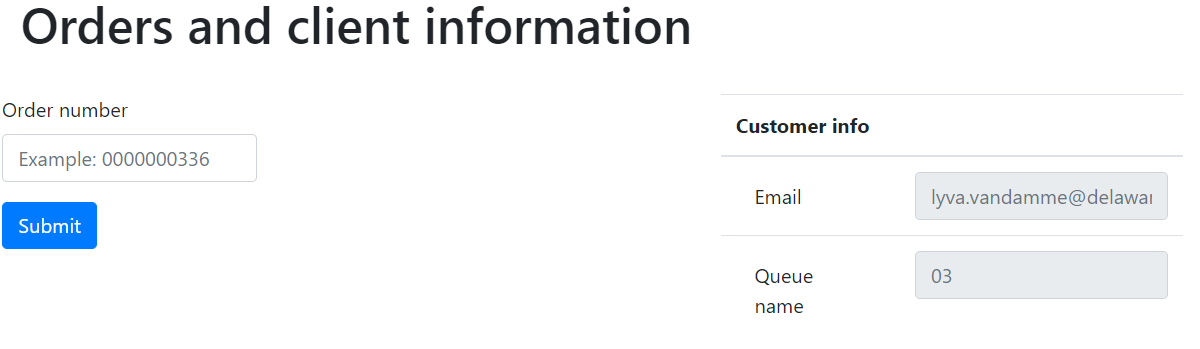 Orders and client information
Order number
Example: 0000000336
Submit
Customer info
Email
lyva.vandamme@delawar
Queue
name
03